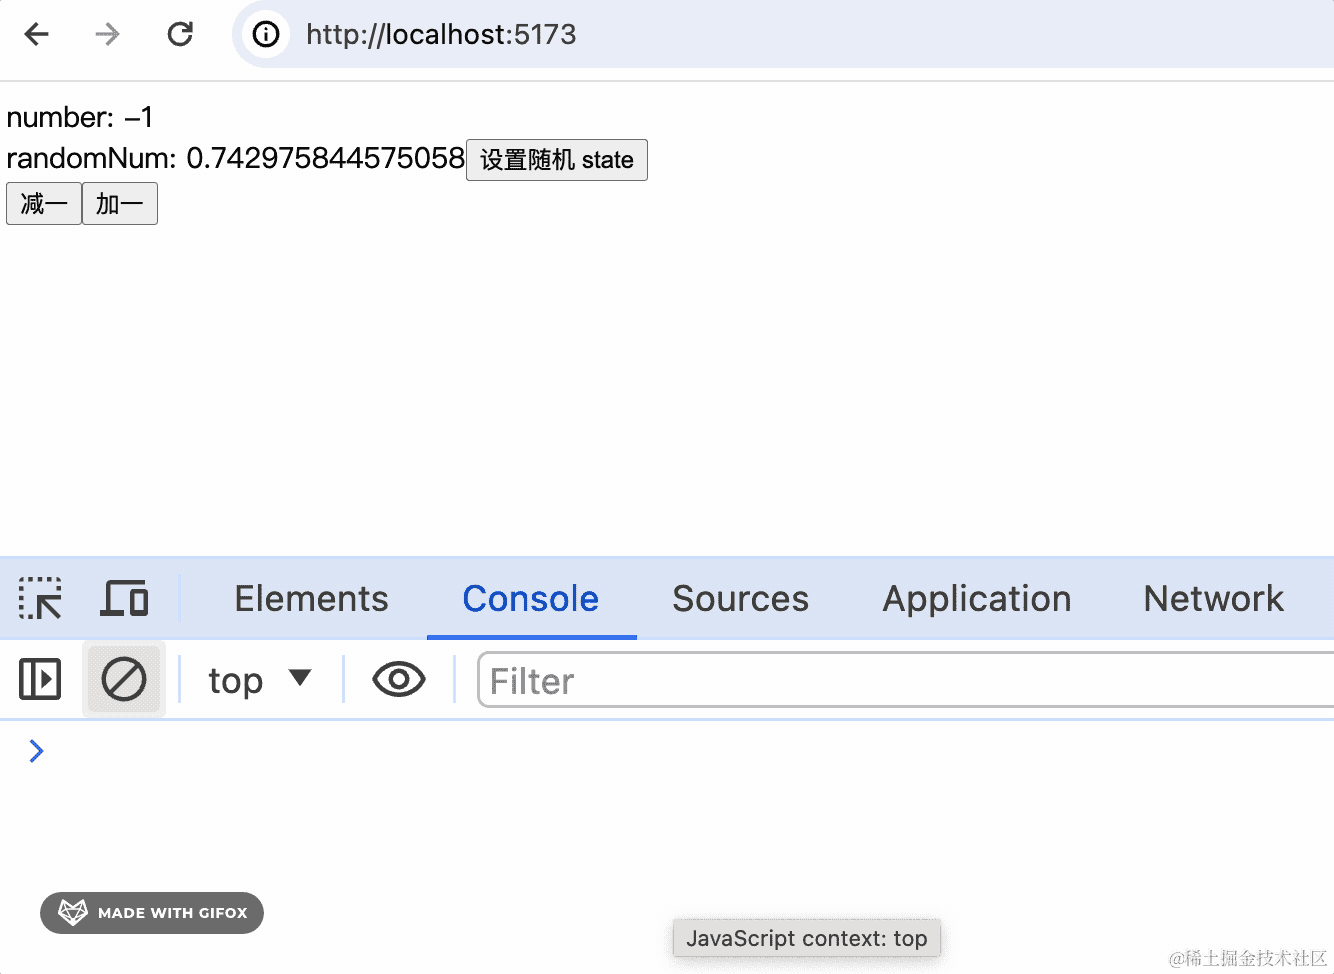 http://localhost:5173
number: -1
randomNum: 0.742975844575058 设置随机 state
减一 加一
Elements Console Sources Application Network
top Filter
MADE WITH GIFOX
JavaScript context: top
@稀土掘金技术社区